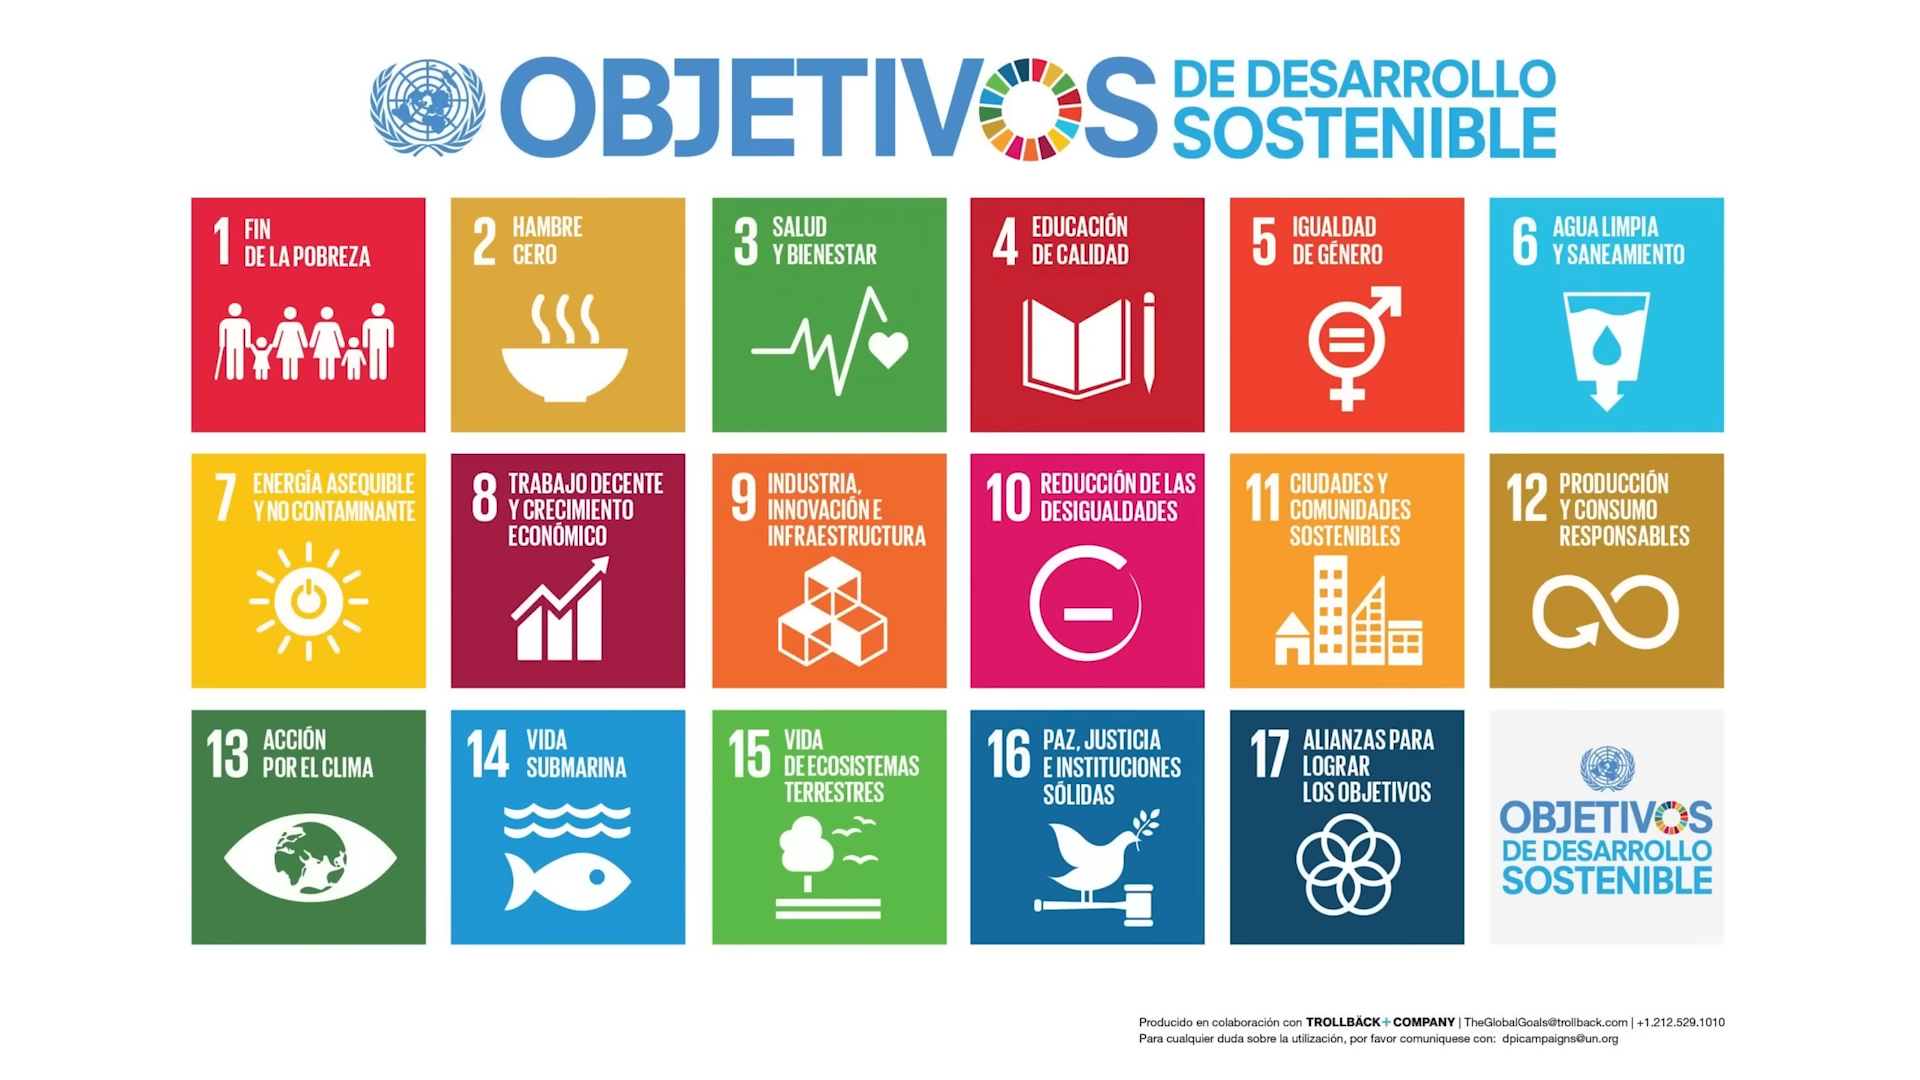 OBJETIVOS
DE DESARROLLO
SOSTENIBLE
1 FIN
DE LA POBREZA
2 HAMBRE
CERO
3 SALUD
Y BIENESTAR
4 EDUCACIÓN
DE CALIDAD
5 IGUALDAD
DE GÉNERO
6 AGUA LIMPIA
Y SANEAMIENTO
7 ENERGÍA ASEQUIBLE
Y NO CONTAMINANTE
8 TRABAJO DECENTE
Y CRECIMIENTO
ECONÓMICO
9 INDUSTRIA,
INNOVACIÓN E
INFRAESTRUCTURA
10 REDUCCIÓN DE LAS
DESIGUALDADES
11 CIUDADES Y
COMUNIDADES
SOSTENIBLES
12 PRODUCCIÓN
Y CONSUMO
RESPONSABLES
13 ACCIÓN
POR EL CLIMA
14 VIDA
SUBMARINA
15 VIDA
DE ECOSISTEMAS
TERRESTRES
16 PAZ, JUSTICIA
E INSTITUCIONES
SÓLIDAS
17 ALIANZAS PARA
LOGRAR
LOS OBJETIVOS
OBJETIVOS
DE DESARROLLO
SOSTENIBLE
Producido en colaboración con TROLLBÄCK+COMPANY | TheGlobalGoals@trollback.com | +1.212.529.1010
Para cualquier duda sobre la utilización, por favor comuniquese con: dpicampaigns@un.org